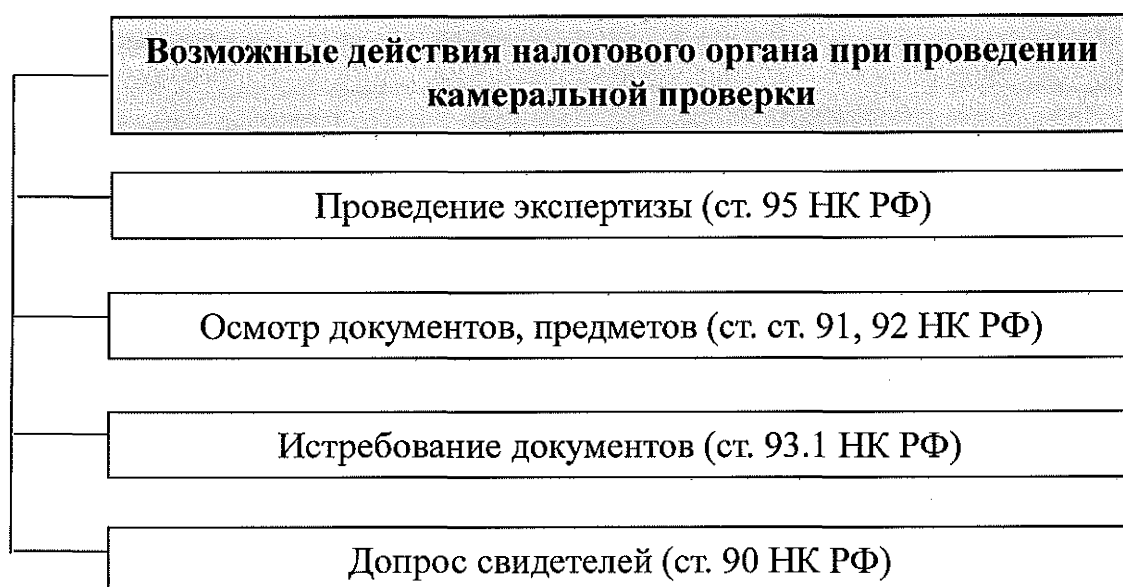 Возможные действия налогового органа при проведении
камеральной проверки
Проведение экспертизы (ст. 95 НК РФ)
Осмотр документов, предметов (ст. ст. 91, 92 НК РФ)
Истребование документов (ст. 93.1 НК РФ)
Допрос свидетелей (ст. 90 НК РФ)